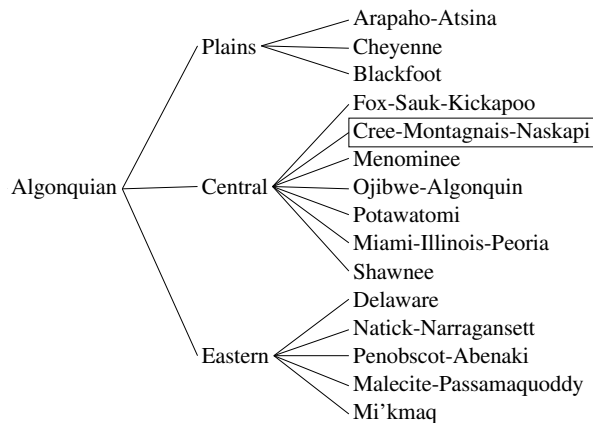 Arapaho-Atsina
Plains
Cheyenne
Blackfoot
Fox-Sauk-Kickapoo
Cree-Montagnais-Naskapi
Menominee
Algonquian
Central
Ojibwe-Algonquin
Potawatomi
Miami-Illinois-Peoria
Shawnee
Delaware
Natick-Narragansett
Eastern
Penobscot-Abenaki
Malecite-Passamaquoddy
Mi'kmaq